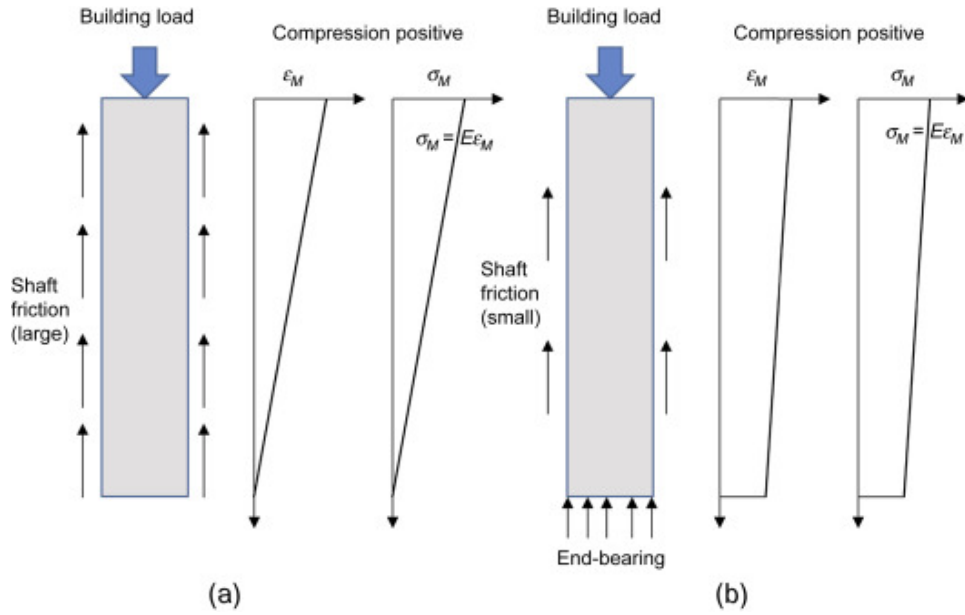 Building load
Compression positive
εM
σM
σM = EεM
Shaft
friction
(large)
(a)
Building load
Compression positive
εM
σM
σM = EεM
Shaft
friction
(small)
End-bearing
(b)